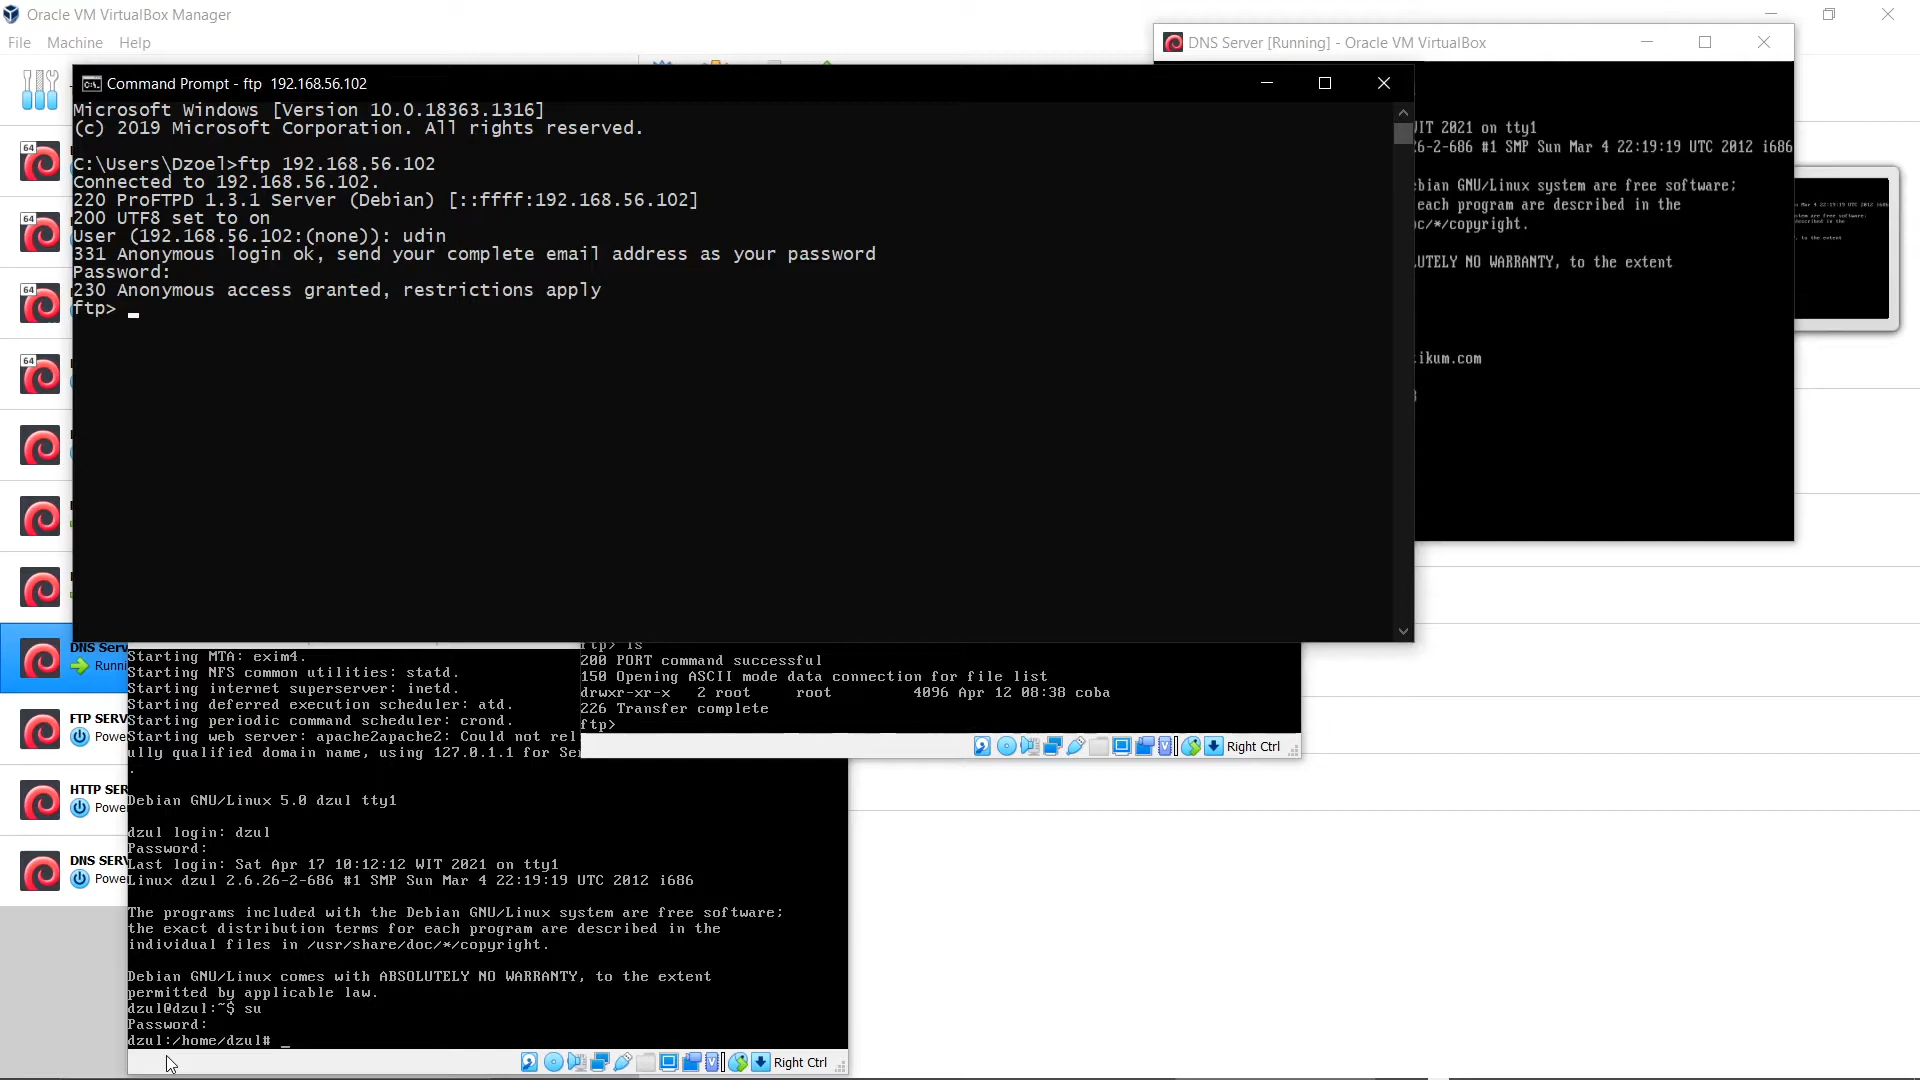 Oracle VM VirtualBox Manager
File Machine Help
DNS Server [Running] - Oracle VM VirtualBox
Command Prompt - ftp 192.168.56.102
Microsoft Windows [Version 10.0.18363.1316]
(c) 2019 Microsoft Corporation. All rights reserved.
C:\Users\Dzoel>ftp 192.168.56.102
Connected to 192.168.56.102.
220 ProFTPD 1.3.1 Server (Debian) [::ffff:192.168.56.102]
200 UTF8 set to on
User (192.168.56.102:(none)): udin
331 Anonymous login ok, send your complete email address as your password
Password:
230 Anonymous access granted, restrictions apply
ftp>
WIT 2021 on tty1
26-2-686 #1 SMP Sun Mar 4 22:19:19 UTC 2012 i686
ebian GNU/Linux system are free software;
each program are described in the
oc/*/copyright.
LUTELY NO WARRANTY, to the extent
tikum.com
64
64
64
64
DNS Serv
Runni
FTP SERV
Powe
HTTP SER
Powe
DNS SERV
Powe
ftp> ls
200 PORT command successful
150 Opening ASCII mode data connection for file list
drwxr-xr-x 2 root root 4096 Apr 12 08:38 coba
226 Transfer complete
ftp>
Right Ctrl
Starting MTA: exim4.
Starting NFS common utilities: statd.
Starting internet superserver: inetd.
Starting deferred execution scheduler: atd.
Starting periodic command scheduler: crond.
Starting web server: apache2apache2: Could not rel
ully qualified domain name, using 127.0.1.1 for Se
.
Debian GNU/Linux 5.0 dzul tty1
dzul login: dzul
Password:
Last login: Sat Apr 17 10:12:12 WIT 2021 on tty1
Linux dzul 2.6.26-2-686 #1 SMP Sun Mar 4 22:19:19 UTC 2012 i686
The programs included with the Debian GNU/Linux system are free software;
the exact distribution terms for each program are described in the
individual files in /usr/share/doc/*/copyright.
Debian GNU/Linux comes with ABSOLUTELY NO WARRANTY, to the extent
permitted by applicable law.
dzul@dzul:~$ su
Password:
dzul:/home/dzul# _
Right Ctrl